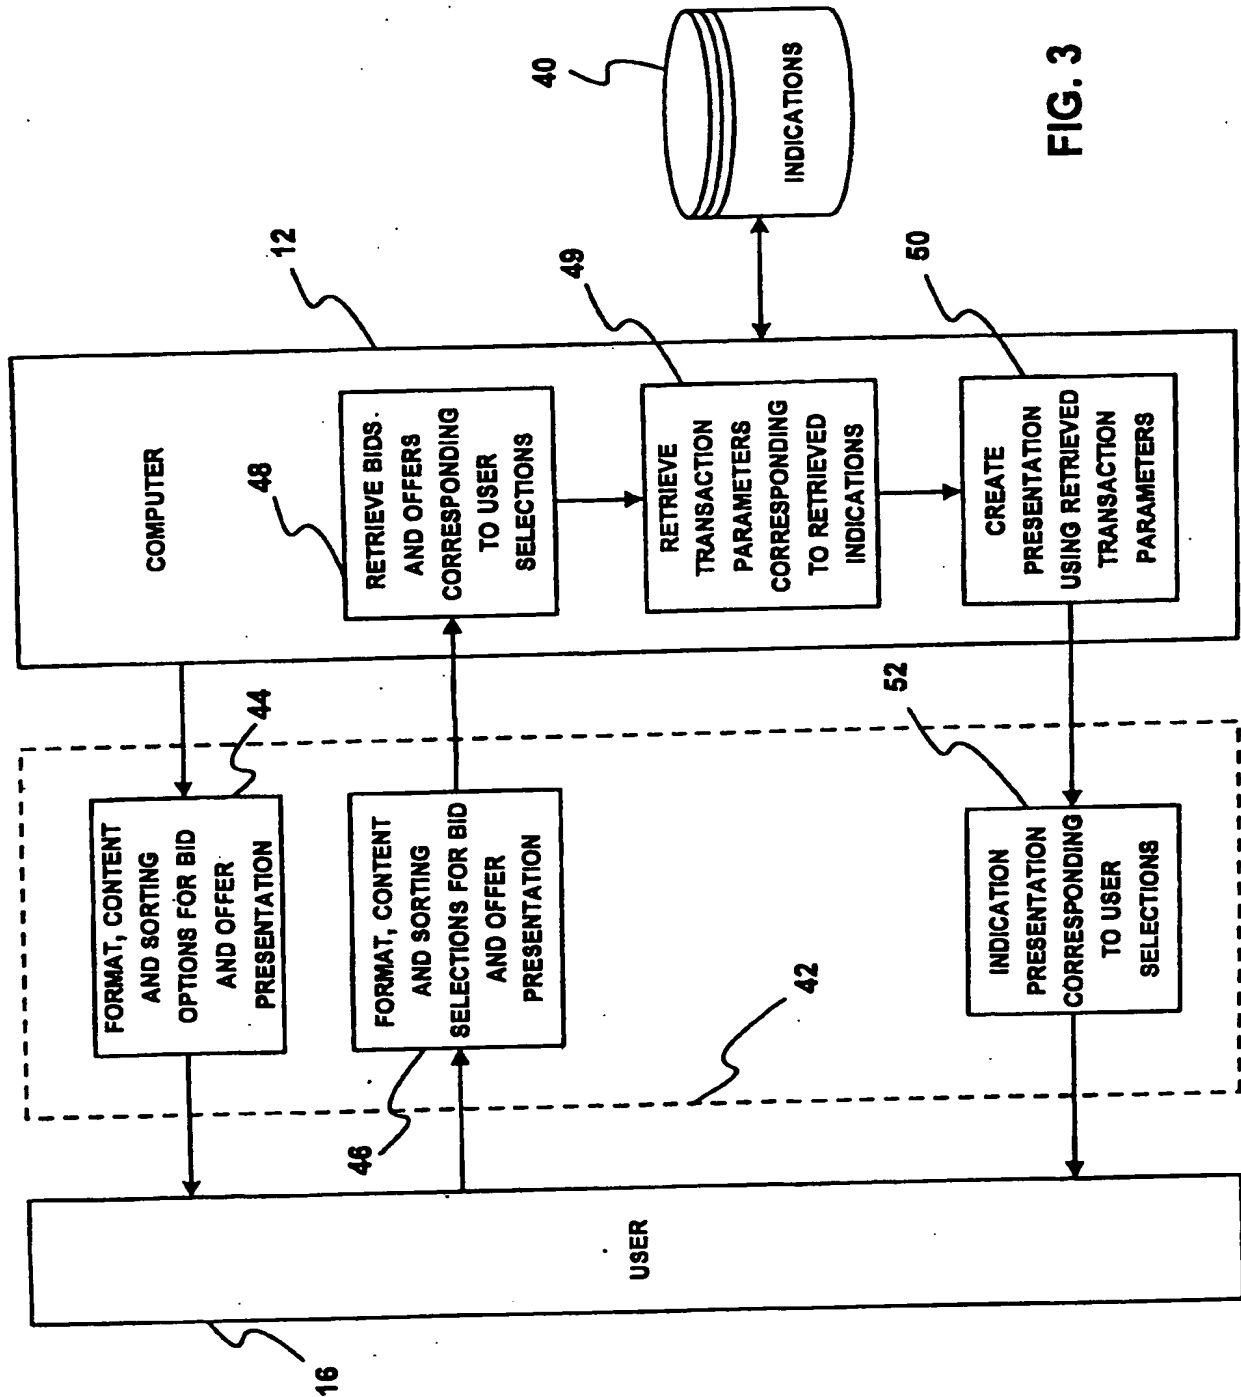 16
USER
46
42
FORMAT, CONTENT
AND SORTING
OPTIONS FOR BID
AND OFFER
PRESENTATION
44
FORMAT, CONTENT
AND SORTING
SELECTIONS FOR BID
AND OFFER
PRESENTATION
INDICATION
PRESENTATION
CORRESPONDING
TO USER
SELECTIONS
52
COMPUTER
12
48
RETRIEVE BIDS
AND OFFERS
CORRESPONDING
TO USER
SELECTIONS
49
RETRIEVE
TRANSACTION
PARAMETERS
CORRESPONDING
TO RETRIEVED
INDICATIONS
50
CREATE
PRESENTATION
USING RETRIEVED
TRANSACTION
PARAMETERS
40
INDICATIONS
FIG. 3